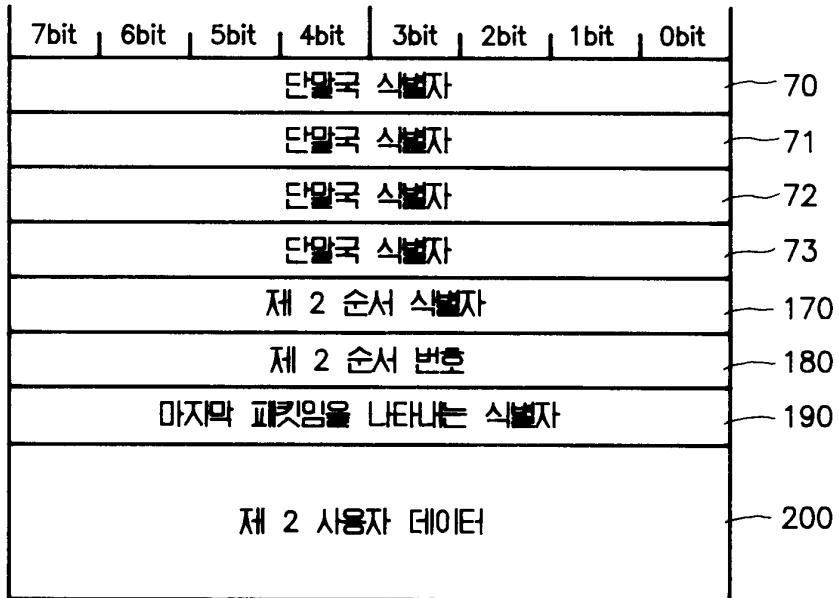 7bit 6bit 5bit 4bit 3bit 2bit 1bit 0bit
단말국 식별자 70
단말국 식별자 71
단말국 식별자 72
단말국 식별자 73
제 2 순서 식별자 170
제 2 순서 번호 180
마지막 패킷임을 나타내는 식별자 190
제 2 사용자 데이터 200